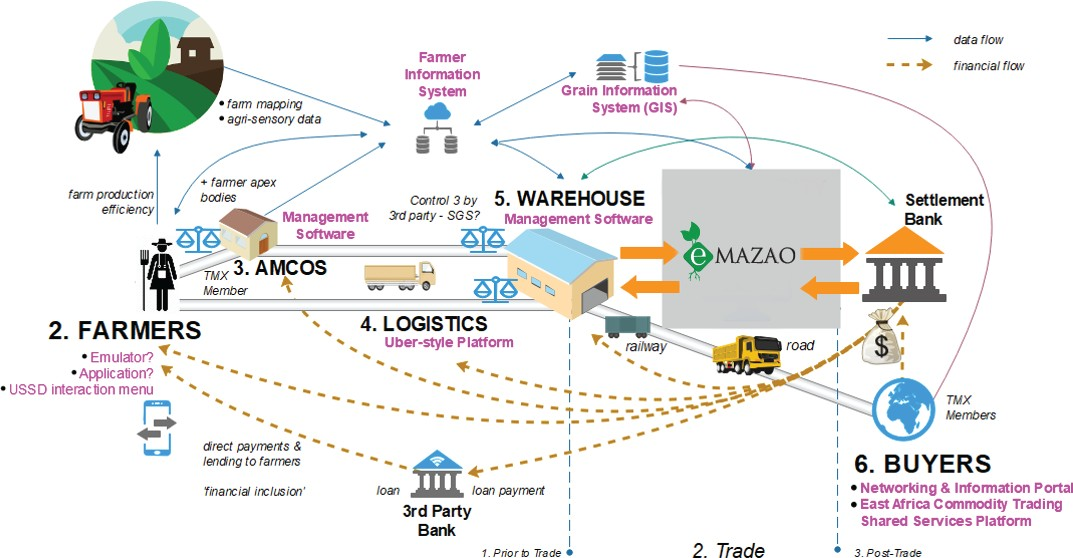 data flow
financial flow
Farmer
Information
System
Grain Information
System (GIS)
• farm mapping
• agri-sensory data
farm production
efficiency
+ farmer apex
bodies
Management
Software
Control 3 by
3rd party - SGS?
5. WAREHOUSE
Management Software
Settlement
Bank
e MAZAO
TMX
Member
3. AMCOS
2. FARMERS
• Emulator?
• Application?
• USSD interaction menu
4. LOGISTICS
Uber-style Platform
railway
road
$
TMX
Members
direct payments &
lending to farmers
'financial inclusion'
loan
loan payment
3rd Party
Bank
6. BUYERS
• Networking & Information Portal
• East Africa Commodity Trading
Shared Services Platform
1. Prior to Trade
2. Trade
3. Post-Trade